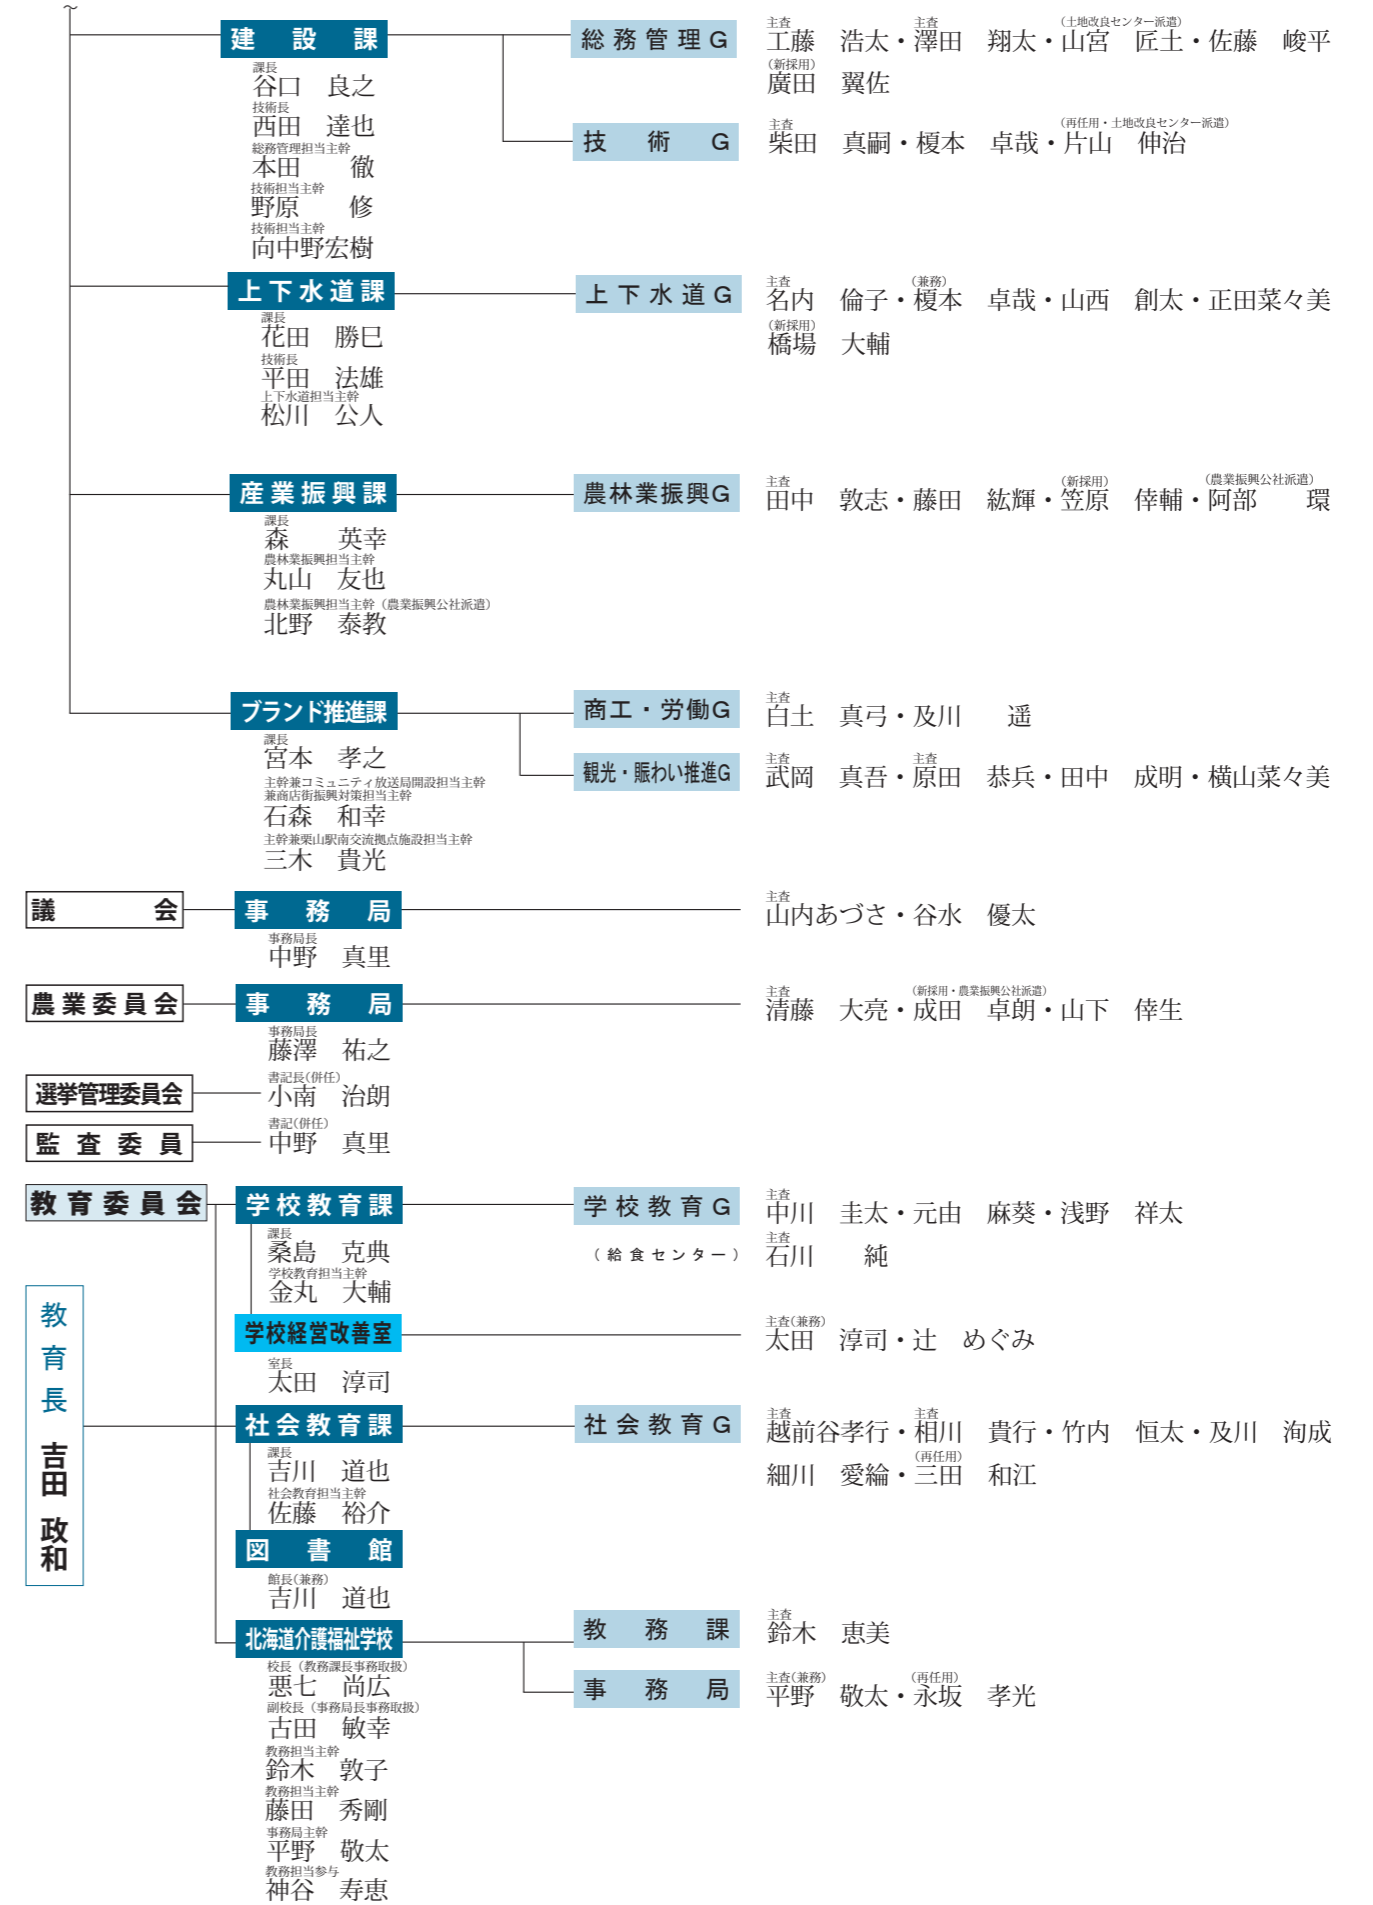 建設課
課長
谷口 良之
技術長
西田 達也
総務管理担当主幹
本田 徹
技術担当主幹
野原 修
技術担当主幹
向中野宏樹
総務管理G
主査 主査 (土地改良センター派遣)
工藤 浩太・澤田 翔太・山宮 匠土・佐藤 峻平
(新採用)
廣田 翼佐
技術G
主査 (再任用・土地改良センター派遣)
柴田 真嗣・榎本 卓哉・片山 伸治
上下水道課
課長
花田 勝巳
技術長
平田 法雄
上下水道担当主幹
松川 公人
上下水道G
主査 (兼務)
名内 倫子・榎本 卓哉・山西 創太・正田菜々美
(新採用)
橋場 大輔
産業振興課
課長
森 英幸
農林業振興担当主幹
丸山 友也
農林業振興担当主幹（農業振興公社派遣）
北野 泰教
農林業振興G
主査 (新採用) (農業振興公社派遣)
田中 敦志・藤田 紘輝・笠原 倖輔・阿部 環
ブランド推進課
課長
宮本 孝之
主幹兼コミュニティ放送局開設担当主幹
兼商店街振興対策担当主幹
石森 和幸
主幹兼栗山駅南交流拠点施設担当主幹
三木 貴光
商工・労働G
主査
白土 真弓・及川 遥
観光・賑わい推進G
主査 主査
武岡 真吾・原田 恭兵・田中 成明・横山菜々美
議会
事務局
事務局長
中野 真里
主査
山内あづさ・谷水 優太
農業委員会
事務局
事務局長
藤澤 祐之
主査 (新採用・農業振興公社派遣)
清藤 大亮・成田 卓朗・山下 倖生
選挙管理委員会
書記長(併任)
小南 治朗
監査委員
書記(併任)
中野 真里
教育委員会
教育長 吉田 政和
学校教育課
課長
桑島 克典
学校教育担当主幹
金丸 大輔
学校教育G
主査
中川 圭太・元由 麻葵・浅野 祥太
（給食センター）
主査
石川 純
学校経営改善室
室長
太田 淳司
主査(兼務)
太田 淳司・辻 めぐみ
社会教育課
課長
吉川 道也
社会教育担当主幹
佐藤 裕介
社会教育G
主査 主査
越前谷孝行・相川 貴行・竹内 恒太・及川 洵成
(再任用)
細川 愛綸・三田 和江
図書館
館長(兼務)
吉川 道也
北海道介護福祉学校
校長（教務課長事務取扱）
悪七 尚広
副校長（事務局長事務取扱）
古田 敏幸
教務担当主幹
鈴木 敦子
教務担当主幹
藤田 秀剛
事務局主幹
平野 敬太
教務担当参与
神谷 寿恵
教務課
主査
鈴木 恵美
事務局
主査(兼務) (再任用)
平野 敬太・永坂 孝光